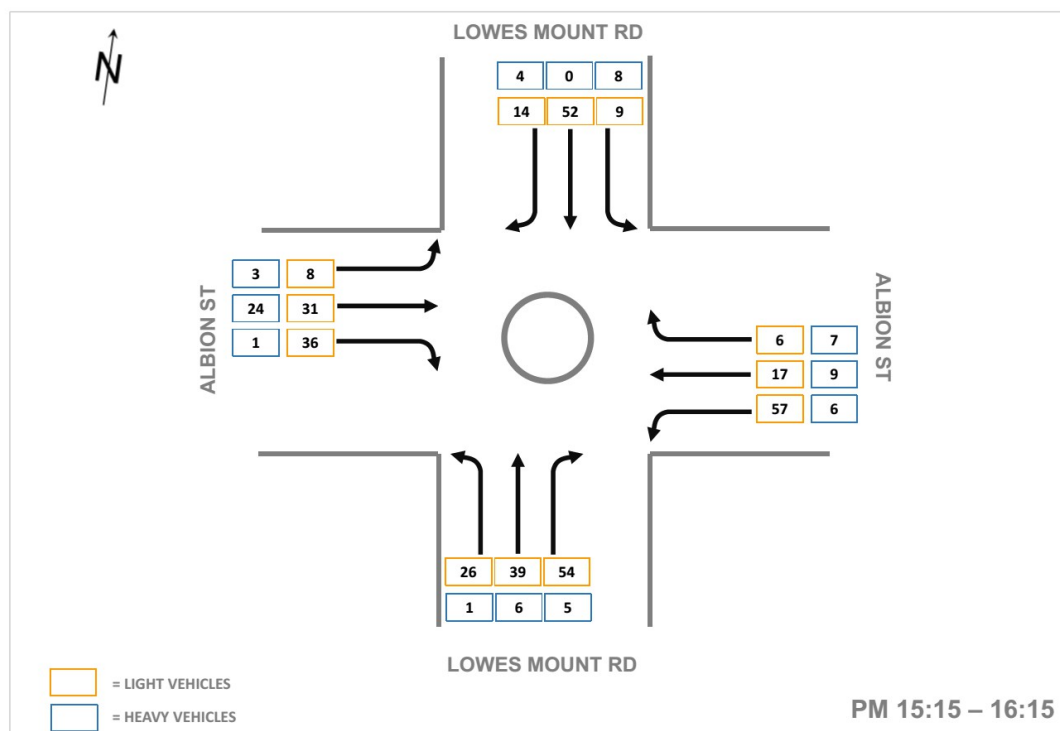 LOWES MOUNT RD
N
4 0 8
14 52 9
ALBION ST
3 8
24 31
1 36
ALBION ST
6 7
17 9
57 6
26 39 54
1 6 5
LOWES MOUNT RD
= LIGHT VEHICLES
= HEAVY VEHICLES
PM 15:15 – 16:15